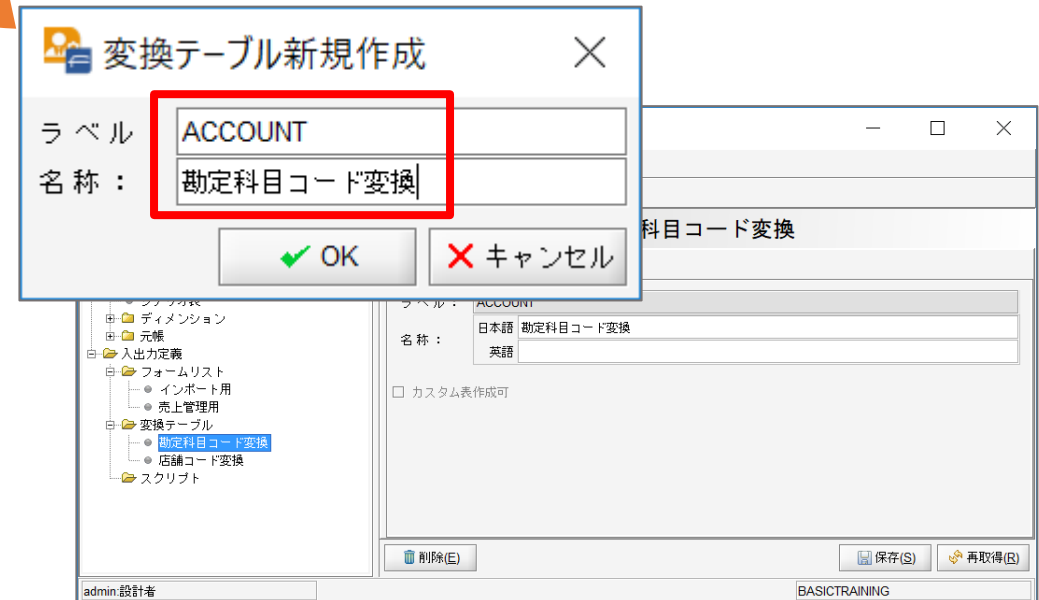 変換テーブル新規作成
ラベル
ACCOUNT
名称：
勘定科目コード変換
OK
キャンセル
科目コード変換
ディメンション
元帳
入出力定義
フォームリスト
インポート用
売上管理用
変換テーブル
勘定科目コード変換
店舗コード変換
スクリプト
ラベル：
ACCOUNT
名称：
日本語 勘定科目コード変換
英語
カスタム表作成可
削除(E)
保存(S)
再取得(R)
admin:設計者
BASICTRAINING